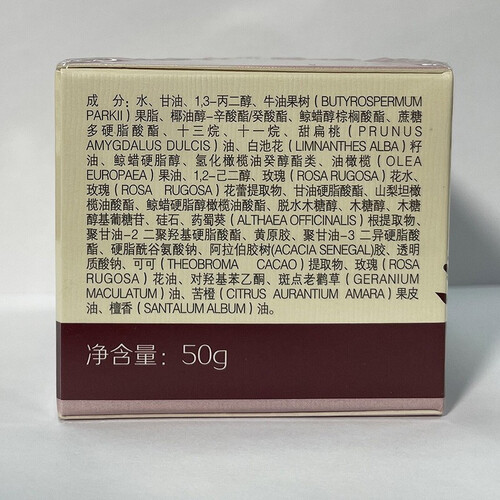 成 分：水、甘油、1,3-丙二醇、牛油果树(BUTYROSPERMUM
PARKII)果脂、椰油醇-辛酸酯/癸酸酯、鲸蜡醇棕榈酸酯、蔗糖
多硬脂酸酯、十三烷、十一烷、甜扁桃(PRUNUS
AMYGDALUS DULCIS)油、白池花(LIMNANTHES ALBA)籽
油、鲸蜡硬脂醇、氢化橄榄油癸醇酯类、油橄榄(OLEA
EUROPAEA)果油、1,2-己二醇、玫瑰(ROSA RUGOSA)花水、
玫瑰(ROSA RUGOSA)花蕾提取物、甘油硬脂酸酯、山梨坦橄
榄油酸酯、鲸蜡硬脂醇橄榄油酸酯、脱水木糖醇、木糖醇、木糖
醇基葡糖苷、硅石、药蜀葵(ALTHAEA OFFICINALIS)根提取物、
聚甘油-2 二聚羟基硬脂酸酯、黄原胶、聚甘油-3 二异硬脂酸
酯、硬脂酰谷氨酸钠、阿拉伯胶树(ACACIA SENEGAL)胶、透明
质酸钠、可可(THEOBROMA CACAO)提取物、玫瑰(ROSA
RUGOSA)花油、对羟基苯乙酮、斑点老鹳草(GERANIUM
MACULATUM)油、苦橙(CITRUS AURANTIUM AMARA)果皮
油、檀香(SANTALUM ALBUM)油。
净含量：50g